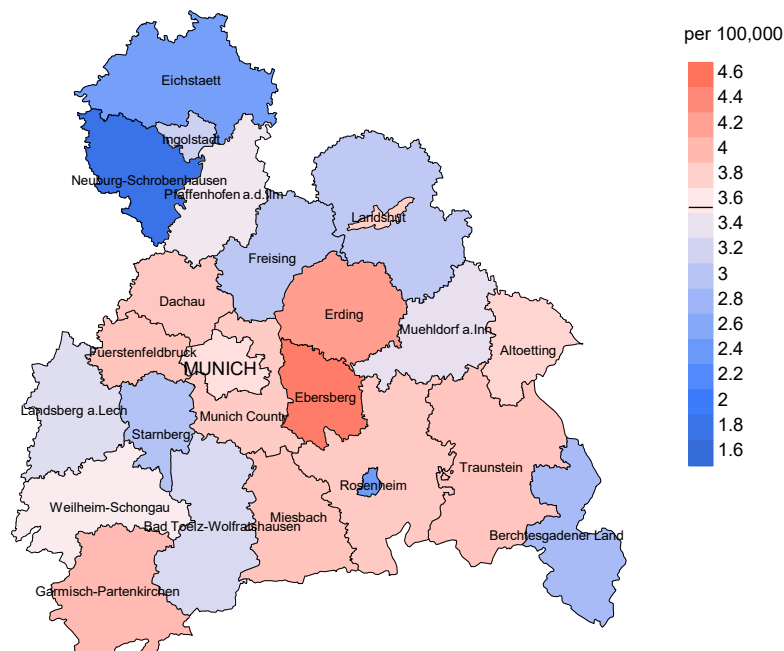 per 100,000
4.6
4.4
4.2
4
3.8
3.6
3.4
3.2
3
2.8
2.6
2.4
2.2
2
1.8
1.6
Eichstaett
Ingolstadt
Neuburg-Schrobenhausen
Pfaffenhofen a.d.Ilm
Landshut
Freising
Dachau
Erding
Muehldorf a.Inn
Fuerstenfeldbruck
Altoetting
MUNICH
Ebersberg
Landsberg a.Lech
Munich County
Starnberg
Traunstein
Rosenheim
Weilheim-Schongau
Miesbach
Bad Toelz-Wolfratshausen
Berchtesgadener Land
Garmisch-Partenkirchen